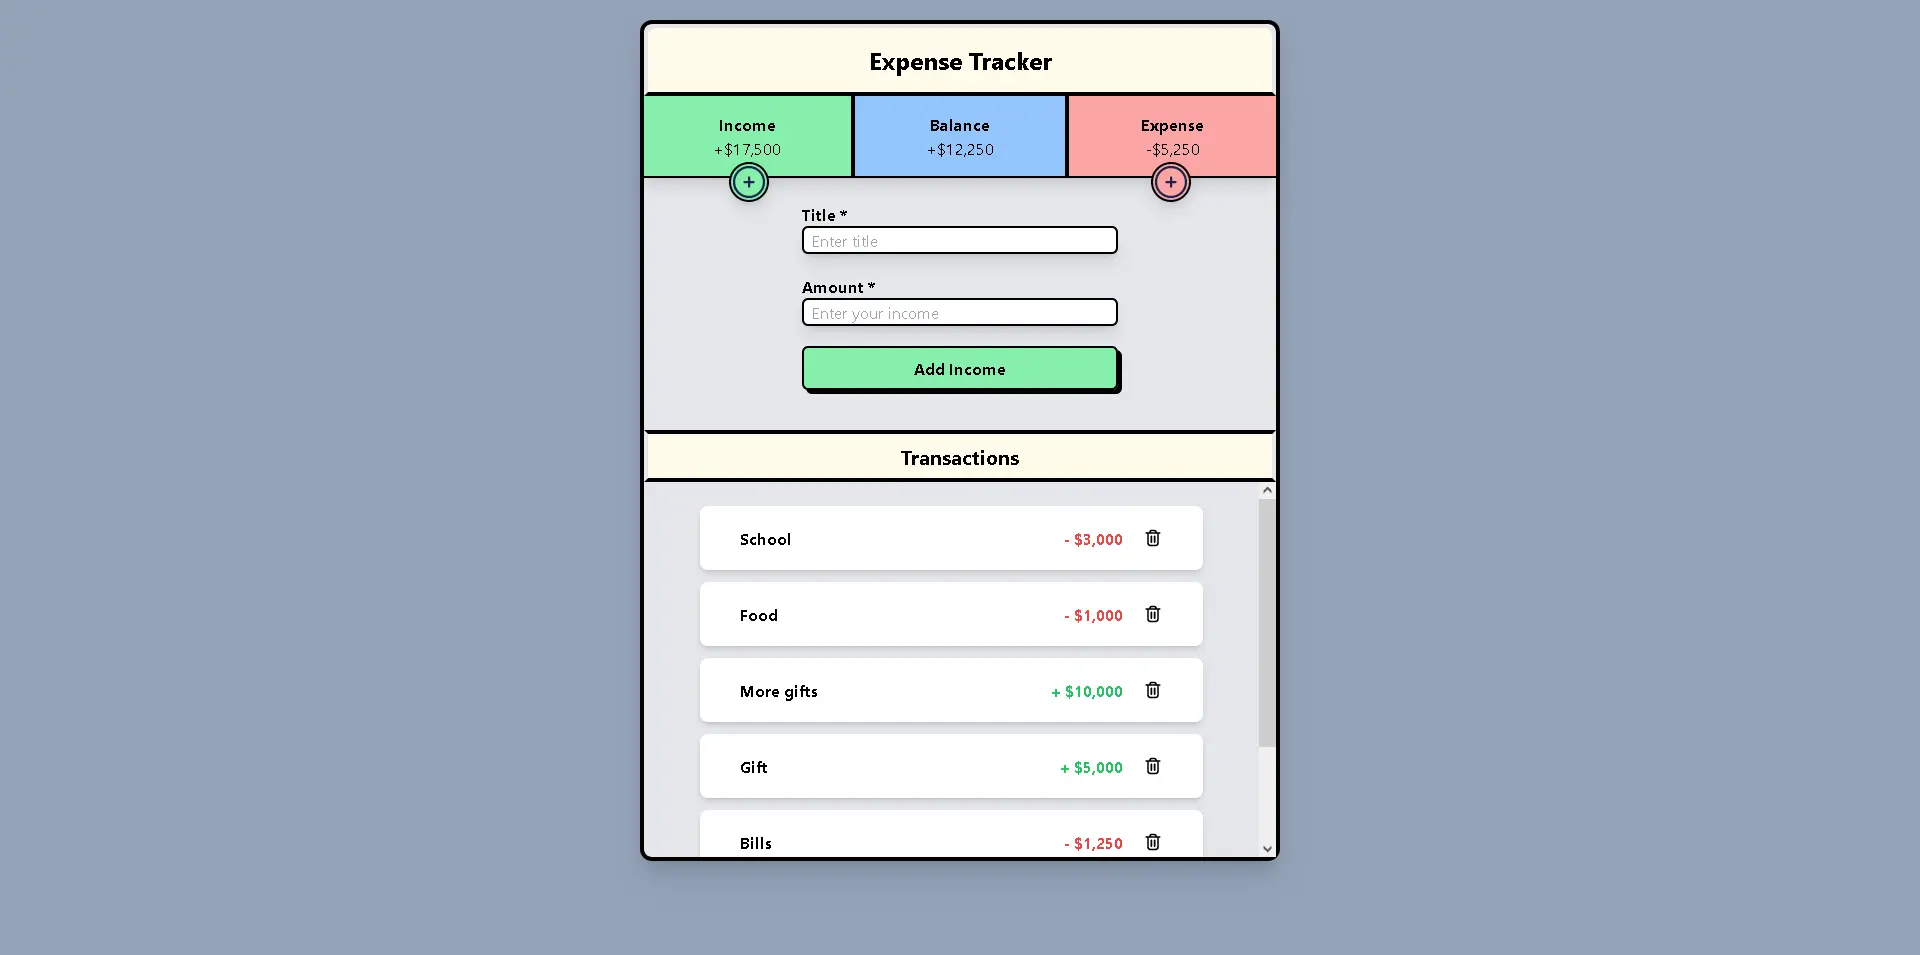 Expense Tracker
Income Balance Expense
+$17,500 +$12,250 -$5,250
+ +
Title *
Enter title
Amount *
Enter your income
Add Income
Transactions
School - $3,000
Food - $1,000
More gifts + $10,000
Gift + $5,000
Bills - $1,250